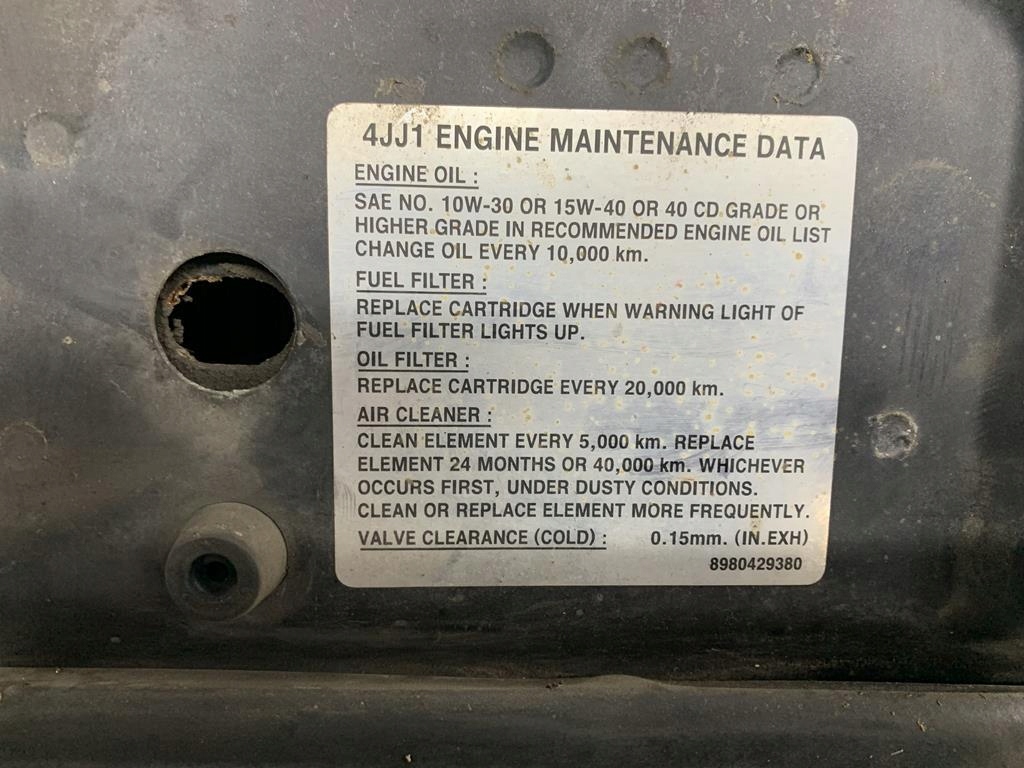 4JJ1 ENGINE MAINTENANCE DATA
ENGINE OIL :
SAE NO. 10W-30 OR 15W-40 OR 40 CD GRADE OR
HIGHER GRADE IN RECOMMENDED ENGINE OIL LIST
CHANGE OIL EVERY 10,000 km.
FUEL FILTER :
REPLACE CARTRIDGE WHEN WARNING LIGHT OF
FUEL FILTER LIGHTS UP.
OIL FILTER :
REPLACE CARTRIDGE EVERY 20,000 km.
AIR CLEANER :
CLEAN ELEMENT EVERY 5,000 km. REPLACE
ELEMENT 24 MONTHS OR 40,000 km. WHICHEVER
OCCURS FIRST, UNDER DUSTY CONDITIONS.
CLEAN OR REPLACE ELEMENT MORE FREQUENTLY.
VALVE CLEARANCE (COLD) : 0.15mm. (IN.EXH)
8980429380